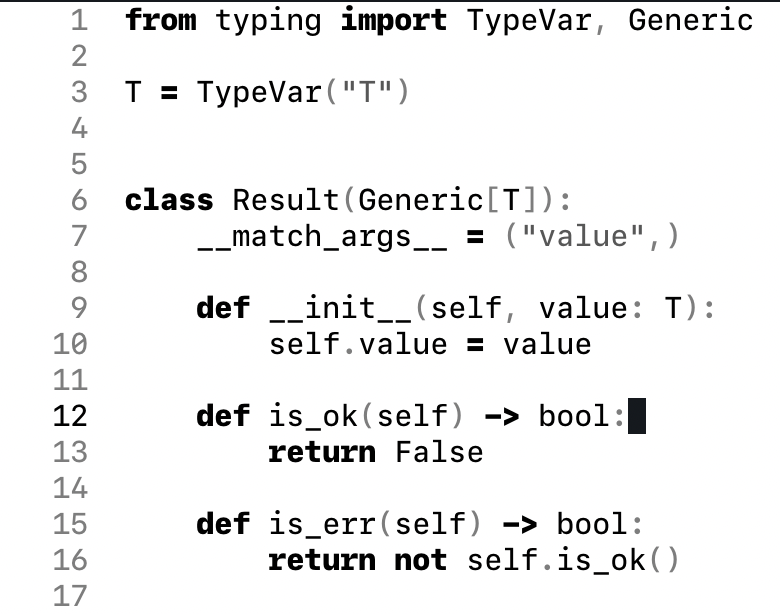 1 from typing import TypeVar, Generic
2
3 T = TypeVar("T")
4
5
6 class Result(Generic[T]):
7     __match_args__ = ("value",)
8
9     def __init__(self, value: T):
10         self.value = value
11
12     def is_ok(self) -> bool:
13         return False
14
15     def is_err(self) -> bool:
16         return not self.is_ok()
17